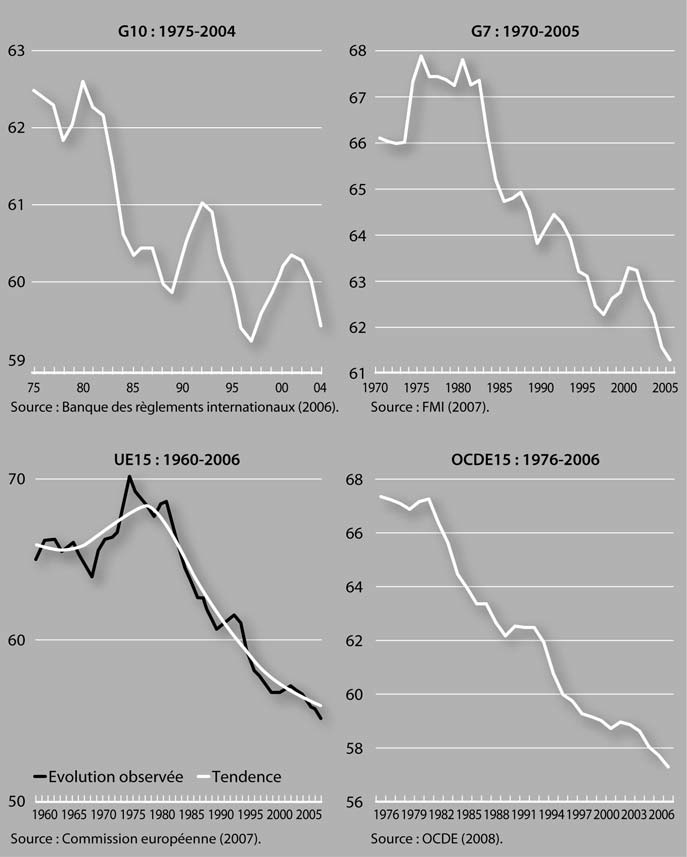 G10 : 1975-2004
63
62
61
60
59
75 80 85 90 95 00 04
Source : Banque des règlements internationaux (2006).
G7 : 1970-2005
68
67
66
65
64
63
62
61
1970 1975 1980 1985 1990 1995 2000 2005
Source : FMI (2007).
UE15 : 1960-2006
70
60
50
Evolution observée Tendence
1960 1965 1970 1975 1980 1985 1990 1995 2000 2005
Source : Commission européenne (2007).
OCDE15 : 1976-2006
68
66
64
62
60
58
56
1976 1979 1982 1985 1988 1991 1994 1997 2000 2003 2006
Source : OCDE (2008).